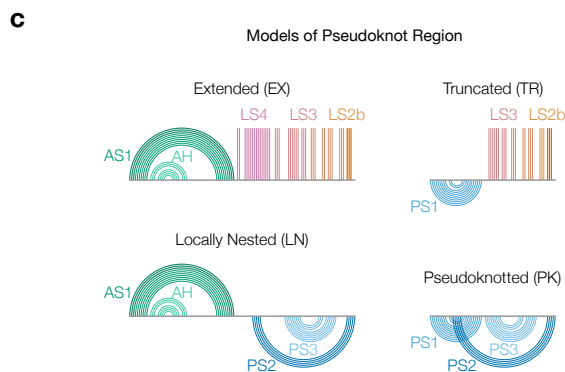 c
Models of Pseudoknot Region
Extended (EX)
LS4 LS3 LS2b
AS1 AH
Truncated (TR)
LS3 LS2b
PS1
Locally Nested (LN)
AS1 AH
PS3
PS2
Pseudoknotted (PK)
PS1 PS3
PS2